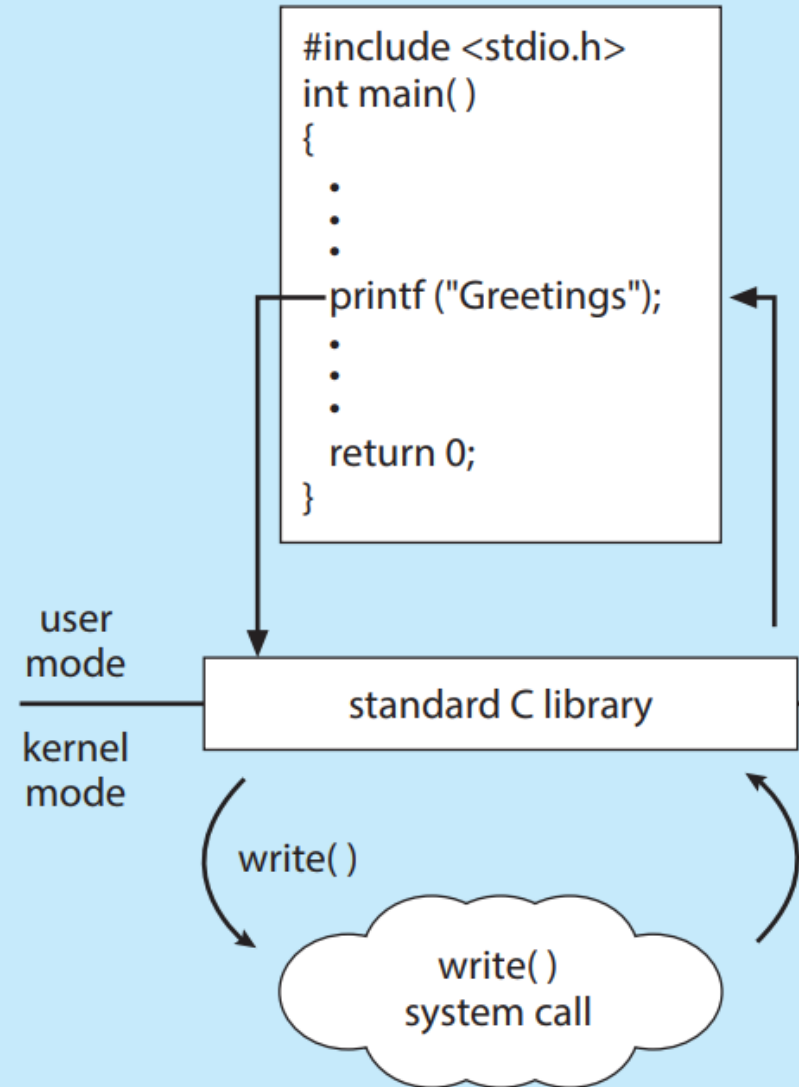 #include <stdio.h>
int main( )
{
•
•
•
printf ("Greetings");
•
•
•
return 0;
}
user
mode
standard C library
kernel
mode
write( )
write( )
system call